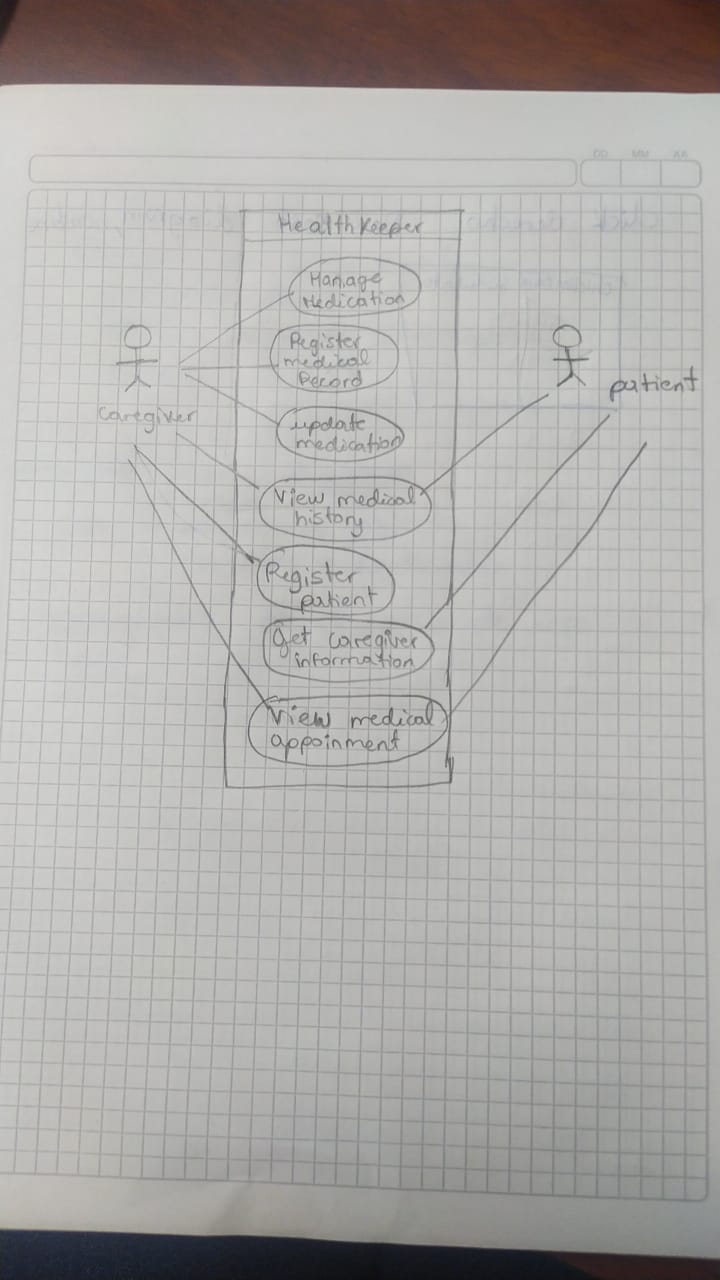 DD MM AA
HealthKeeper
Manage
Medication
Register
medical
Record
update
medication
View medical
history
Register
patient
Get caregiver
information
View medical
appoinment
caregiver
patient